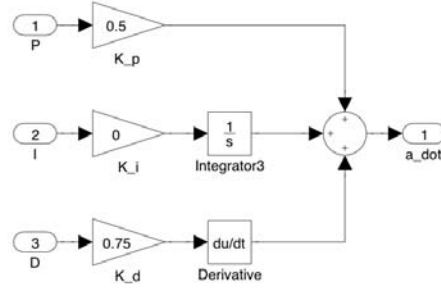 1
P
0.5
K_p
2
I
0
K_i
1
s
Integrator3
+
+
+
1
a_dot
3
D
0.75
K_d
du/dt
Derivative